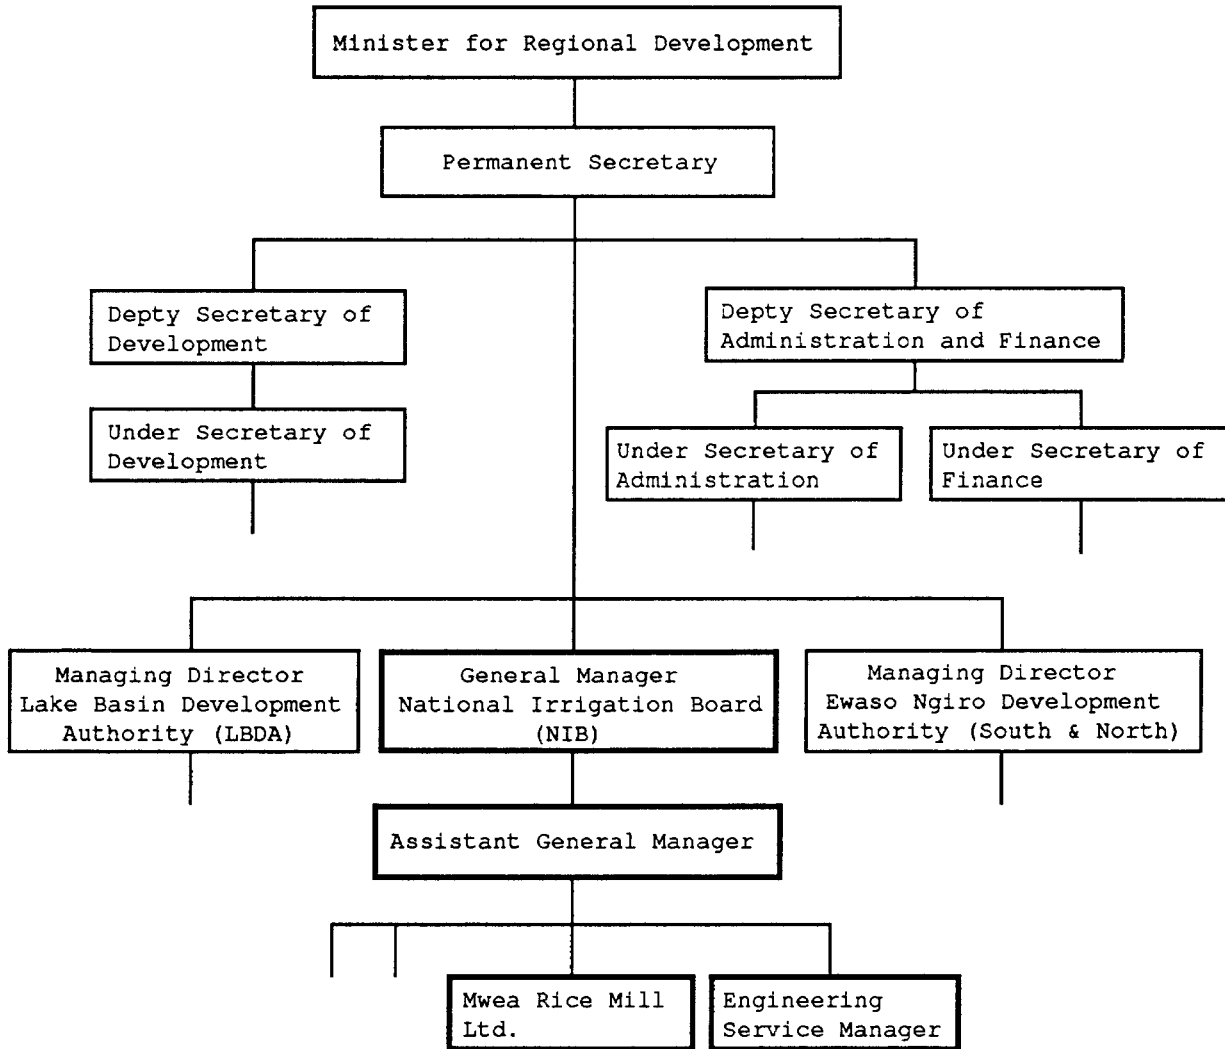 Minister for Regional Development
Permanent Secretary
Depty Secretary of
Development
Depty Secretary of
Administration and Finance
Under Secretary of
Development
Under Secretary of
Administration
Under Secretary of
Finance
Managing Director
Lake Basin Development
Authority (LBDA)
General Manager
National Irrigation Board
(NIB)
Managing Director
Ewaso Ngiro Development
Authority (South & North)
Assistant General Manager
Mwea Rice Mill
Ltd.
Engineering
Service Manager